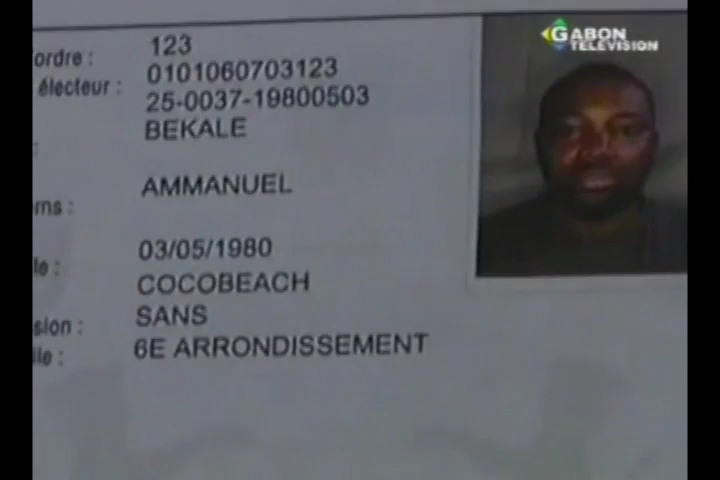 GABON
TELEVISION
ordre : 123
électeur : 0101060703123
25-0037-19800503
: BEKALE
ms : AMMANUEL
le : 03/05/1980
COCOBEACH
sion : SANS
ile : 6E ARRONDISSEMENT